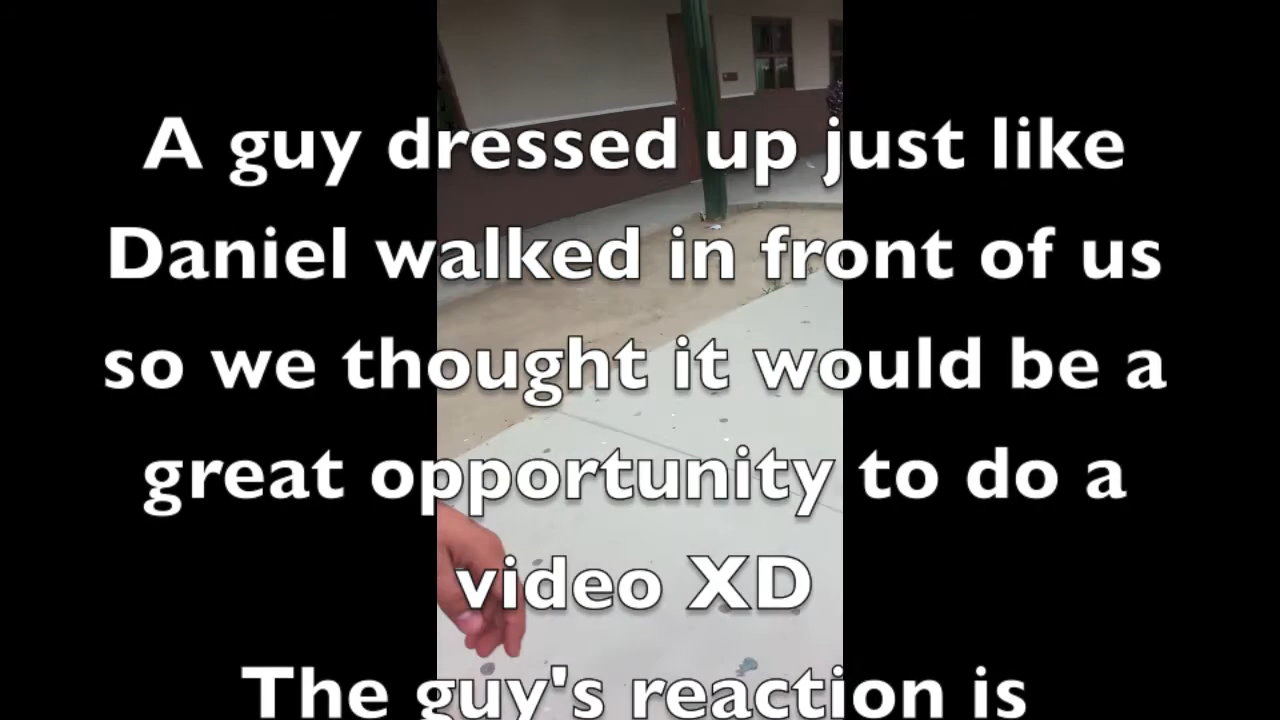 A guy dressed up just like
Daniel walked in front of us
so we thought it would be a
great opportunity to do a
video XD
The guy's reaction is